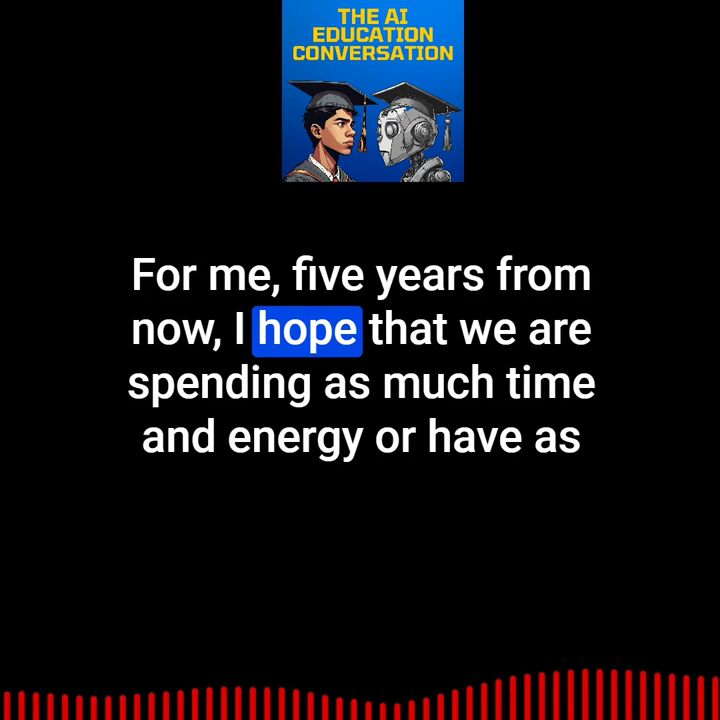 THE AI
EDUCATION
CONVERSATION
For me, five years from
now, I hope that we are
spending as much time
and energy or have as